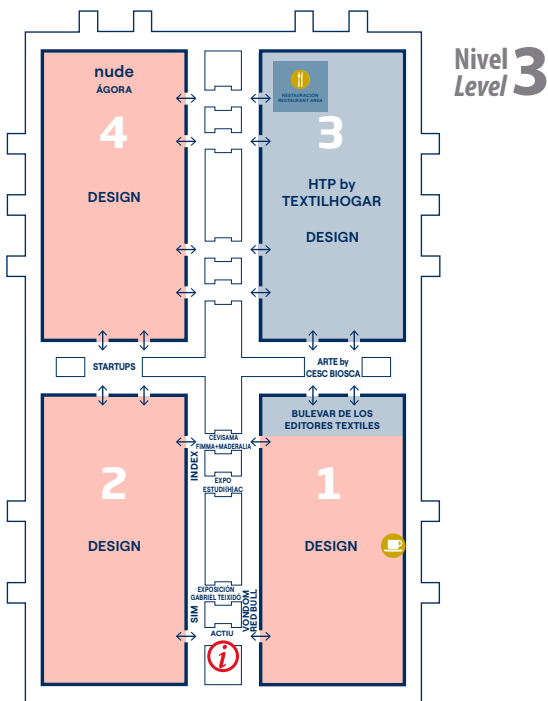 Nivel 3
Level
nude
ÁGORA
4
DESIGN
RESTAURACIÓN
RESTAURANT AREA
3
HTP by
TEXTILHOGAR
DESIGN
STARTUPS
ARTE by
CESC BIOSCA
BULEVAR DE LOS
EDITORES TEXTILES
CEVISAMA
FIMMA+MADERALIA
INDEX
EXPO
ESTUDI{H}AC
2
DESIGN
1
DESIGN
EXPOSICIÓN
GABRIEL TEIXIDÓ
SIM
VONDOM
RED BULL
ACTIU
i